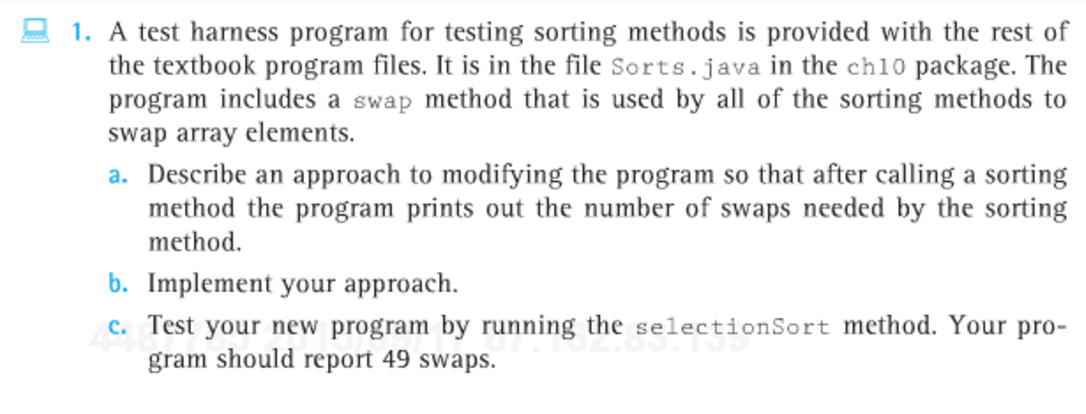 1. A test harness program for testing sorting methods is provided with the rest of
the textbook program files. It is in the file Sorts.java in the ch10 package. The
program includes a swap method that is used by all of the sorting methods to
swap array elements.
a. Describe an approach to modifying the program so that after calling a sorting
method the program prints out the number of swaps needed by the sorting
method.
b. Implement your approach.
c. Test your new program by running the selectionSort method. Your pro-
gram should report 49 swaps.